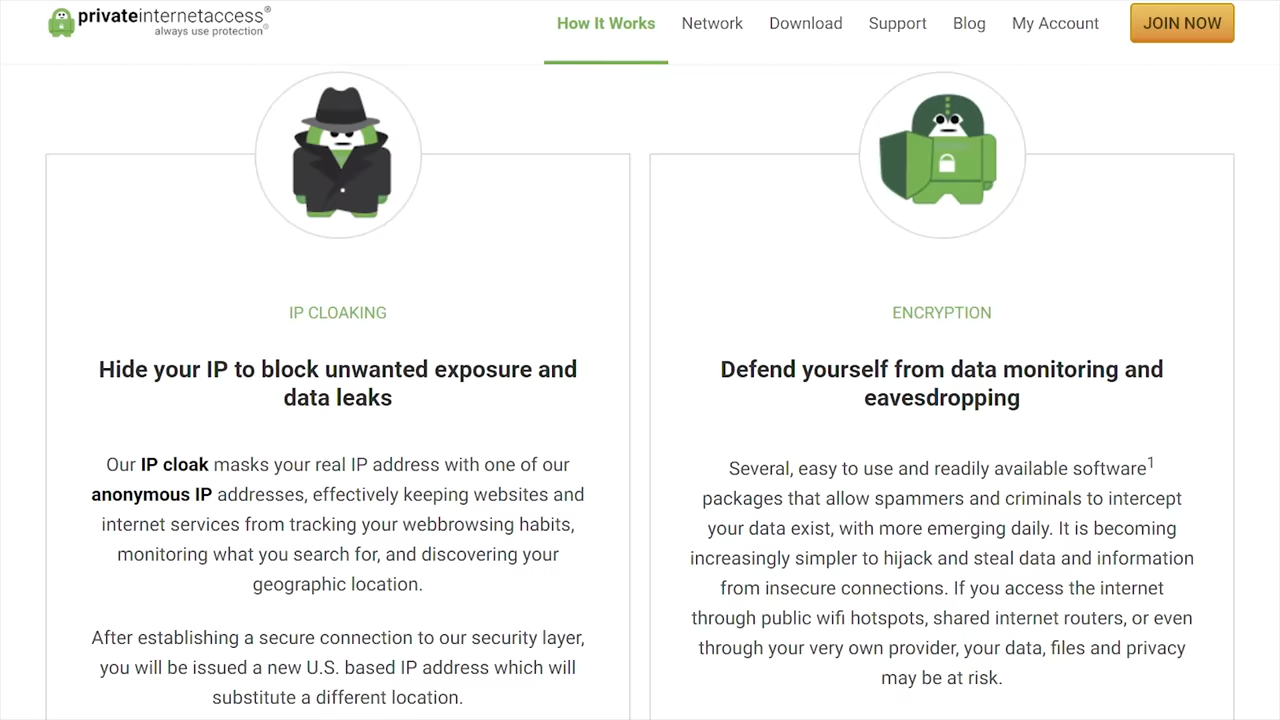 privateinternetaccess®
always use protection®
How It Works
Network
Download
Support
Blog
My Account
JOIN NOW
IP CLOAKING
Hide your IP to block unwanted exposure and
data leaks
Our IP cloak masks your real IP address with one of our
anonymous IP addresses, effectively keeping websites and
internet services from tracking your webbrowsing habits,
monitoring what you search for, and discovering your
geographic location.
After establishing a secure connection to our security layer,
you will be issued a new U.S. based IP address which will
substitute a different location.
ENCRYPTION
Defend yourself from data monitoring and
eavesdropping
Several, easy to use and readily available software1
packages that allow spammers and criminals to intercept
your data exist, with more emerging daily. It is becoming
increasingly simpler to hijack and steal data and information
from insecure connections. If you access the internet
through public wifi hotspots, shared internet routers, or even
through your very own provider, your data, files and privacy
may be at risk.